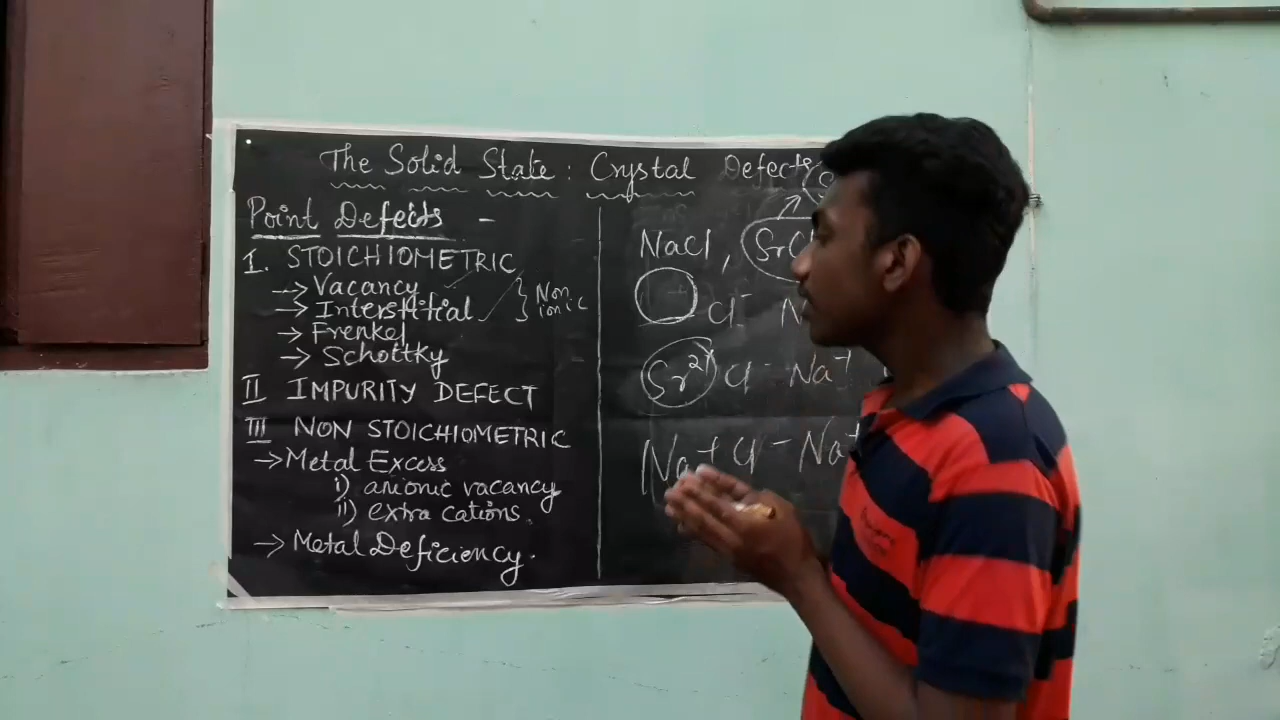 The Solid State : Crystal Defects
Point Defects -
I. STOICHIOMETRIC
→ Vacancy
→ Interstitial
} Non ionic
→ Frenkel
→ Schottky
II IMPURITY DEFECT
III NON STOICHIOMETRIC
→ Metal Excess
i) anionic vacancy
ii) extra cations.
→ Metal Deficiency.
NaCl, SrCl
Cl⁻ N
Sr²⁺ Cl⁻ Na⁺
Na⁺ Cl⁻ Na⁺